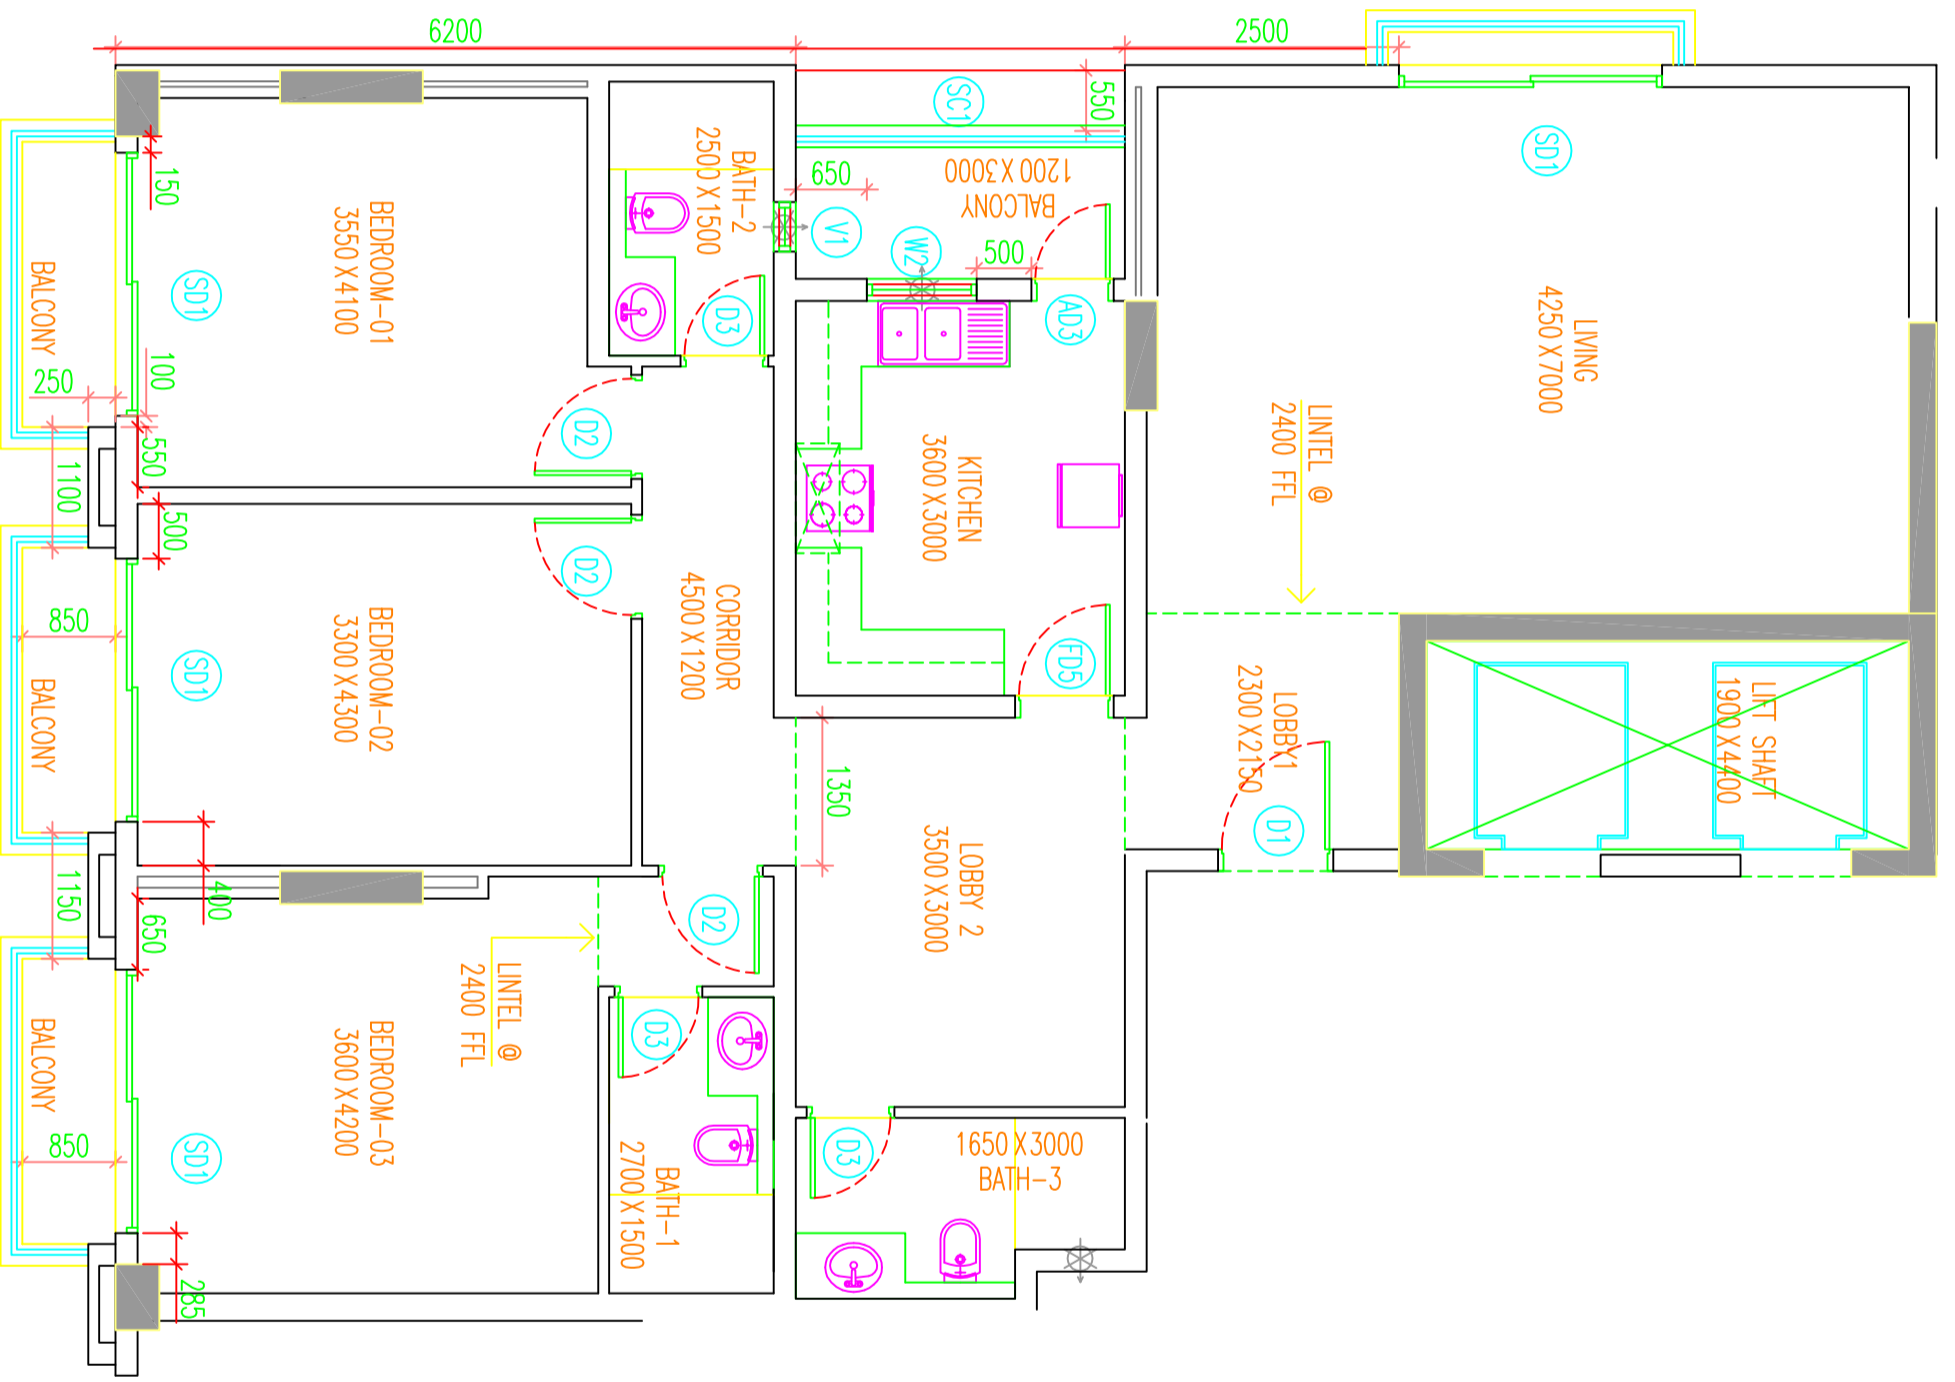 6200
2500
550
SC1
SD1
BALCONY
1200 X 3000
BATH-2
2500 X 1500
650
V1
W2
500
150
BEDROOM-01
3550 X 4100
SD1
D3
AD3
LIVING
4250 X 7000
BALCONY
100
250
550
1100
D2
KITCHEN
3600 X 3000
LINTEL @
2400 FFL
500
D2
CORRIDOR
4500 X 1200
850
SD1
BEDROOM-02
3300 X 4300
FD5
LOBBY1
2300 X 2150
LIFT SHAFT
1900 X 4400
BALCONY
1350
D1
400
1150
650
D2
LOBBY 2
3500 X 3000
LINTEL @
2400 FFL
D3
BALCONY
850
BEDROOM-03
3600 X 4200
SD1
BATH-1
2700 X 1500
D3
1650 X 3000
BATH-3
285